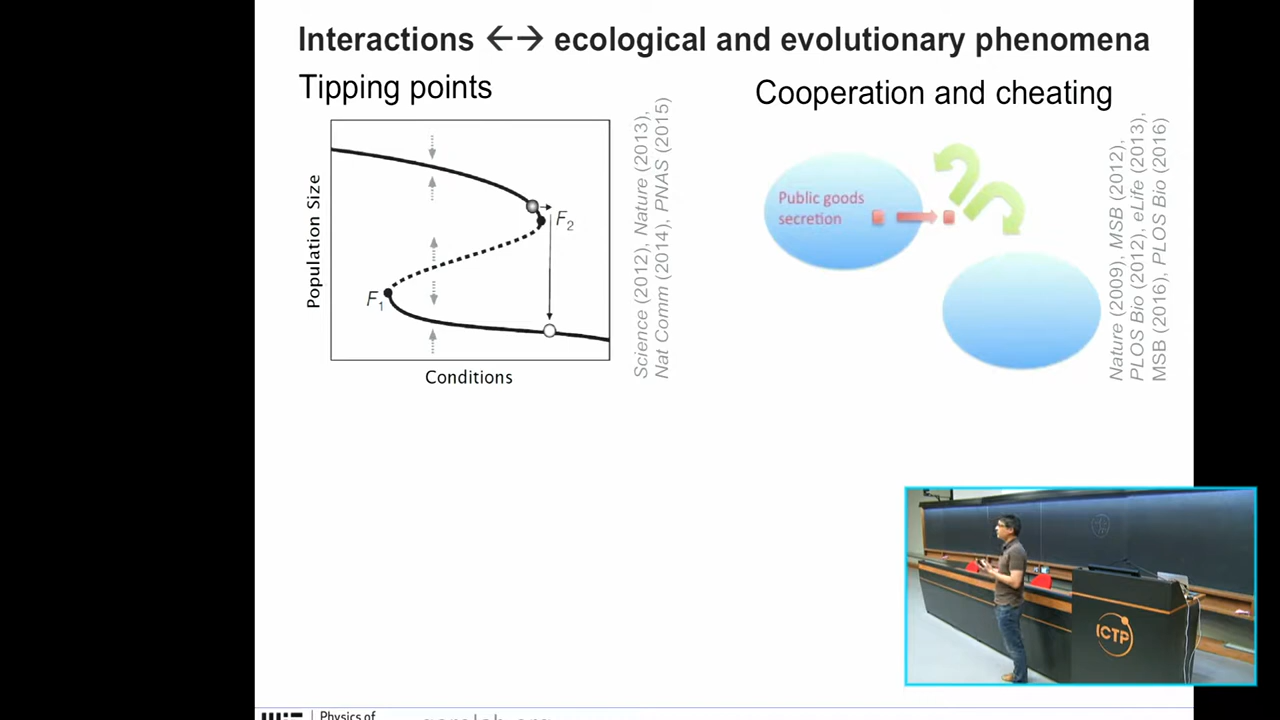 Interactions ←→ ecological and evolutionary phenomena
Tipping points
Cooperation and cheating
Population Size
F1
F2
Conditions
Science (2012), Nature (2013),
Nat Comm (2014), PNAS (2015)
Public goods
secretion
Nature (2009), MSB (2012),
PLOS Bio (2012), eLife (2013),
MSB (2016), PLOS Bio (2016)
ICTP
Physics of